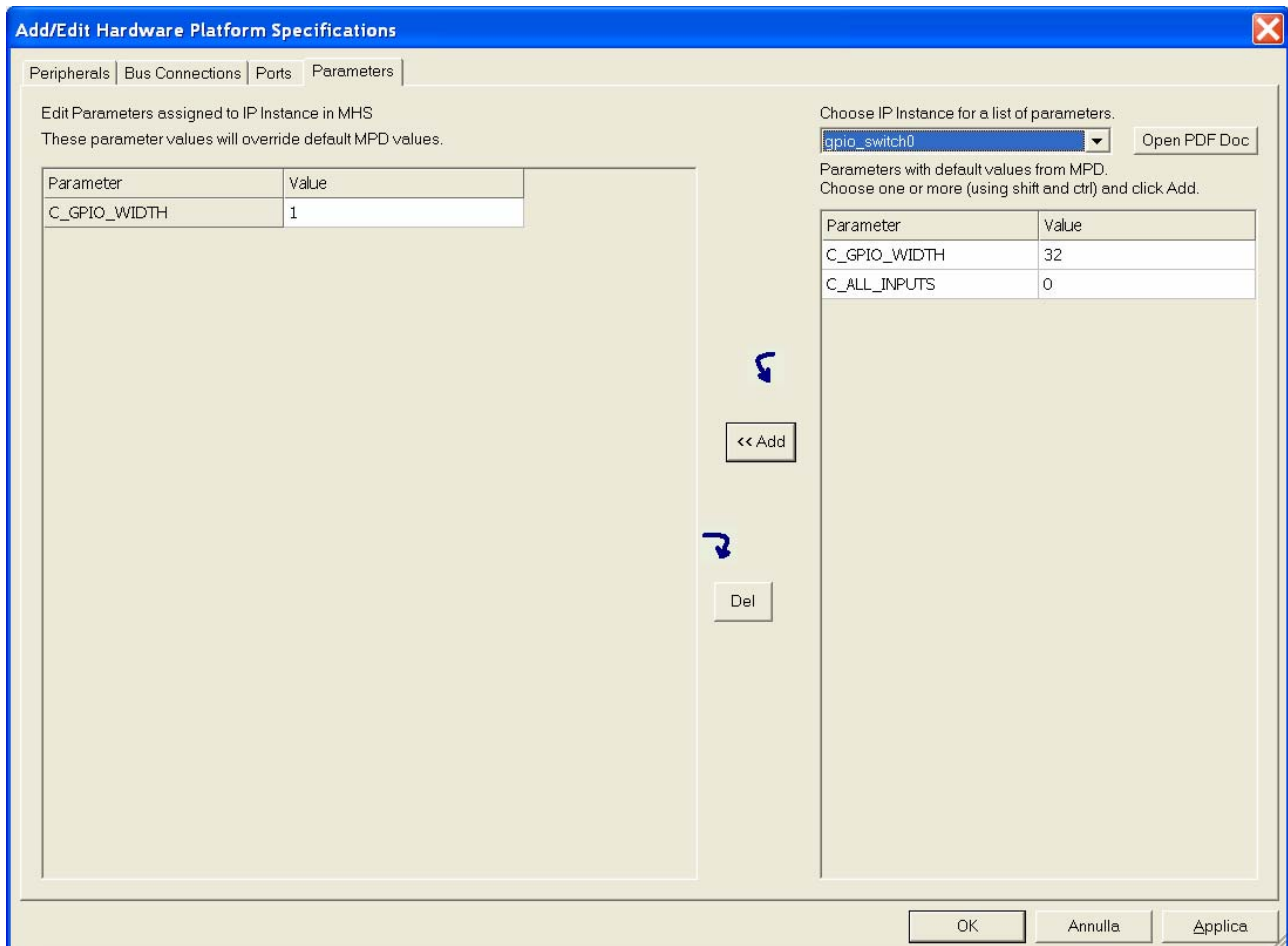 Add/Edit Hardware Platform Specifications
Peripherals Bus Connections Ports Parameters
Edit Parameters assigned to IP Instance in MHS
These parameter values will override default MPD values.
Parameter Value
C_GPIO_WIDTH 1
<< Add
Del
Choose IP Instance for a list of parameters.
gpio_switch0 Open PDF Doc
Parameters with default values from MPD.
Choose one or more (using shift and ctrl) and click Add.
Parameter Value
C_GPIO_WIDTH 32
C_ALL_INPUTS 0
OK Annulla Applica